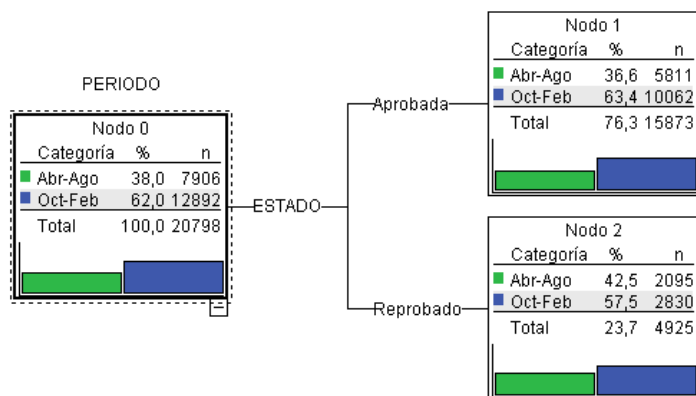 PERIODO
Nodo 0
Categoría % n
Abr-Ago 38,0 7906
Oct-Feb 62,0 12892
Total 100,0 20798
ESTADO
Aprobada
Nodo 1
Categoría % n
Abr-Ago 36,6 5811
Oct-Feb 63,4 10062
Total 76,3 15873
Reprobado
Nodo 2
Categoría % n
Abr-Ago 42,5 2095
Oct-Feb 57,5 2830
Total 23,7 4925